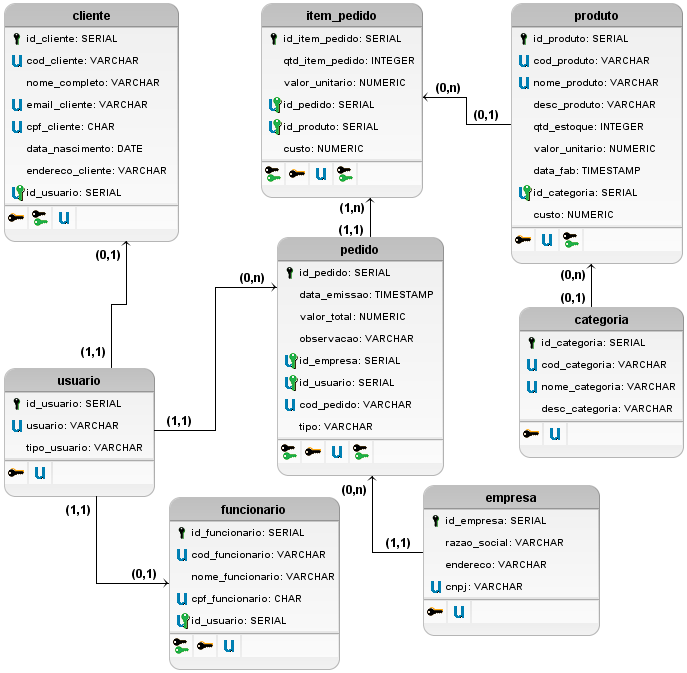 cliente
id_cliente: SERIAL
cod_cliente: VARCHAR
nome_completo: VARCHAR
email_cliente: VARCHAR
cpf_cliente: CHAR
data_nascimento: DATE
endereco_cliente: VARCHAR
id_usuario: SERIAL
item_pedido
id_item_pedido: SERIAL
qtd_item_pedido: INTEGER
valor_unitario: NUMERIC
id_pedido: SERIAL
id_produto: SERIAL
custo: NUMERIC
produto
id_produto: SERIAL
cod_produto: VARCHAR
nome_produto: VARCHAR
desc_produto: VARCHAR
qtd_estoque: INTEGER
valor_unitario: NUMERIC
data_fab: TIMESTAMP
id_categoria: SERIAL
custo: NUMERIC
(0,n)
(0,1)
(1,n)
(1,1)
(0,1)
(1,1)
(0,n)
(1,1)
(0,n)
(0,1)
pedido
id_pedido: SERIAL
data_emissao: TIMESTAMP
valor_total: NUMERIC
observacao: VARCHAR
id_empresa: SERIAL
id_usuario: SERIAL
cod_pedido: VARCHAR
tipo: VARCHAR
categoria
id_categoria: SERIAL
cod_categoria: VARCHAR
nome_categoria: VARCHAR
desc_categoria: VARCHAR
usuario
id_usuario: SERIAL
usuario: VARCHAR
tipo_usuario: VARCHAR
(1,1)
(0,1)
(0,n)
(1,1)
funcionario
id_funcionario: SERIAL
cod_funcionario: VARCHAR
nome_funcionario: VARCHAR
cpf_funcionario: CHAR
id_usuario: SERIAL
empresa
id_empresa: SERIAL
razao_social: VARCHAR
endereco: VARCHAR
cnpj: VARCHAR